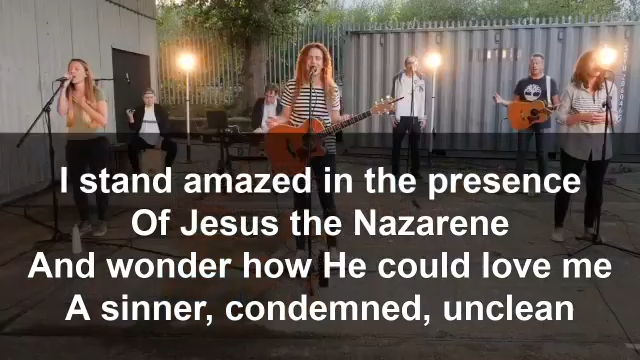 I stand amazed in the presence
Of Jesus the Nazarene
And wonder how He could love me
A sinner, condemned, unclean